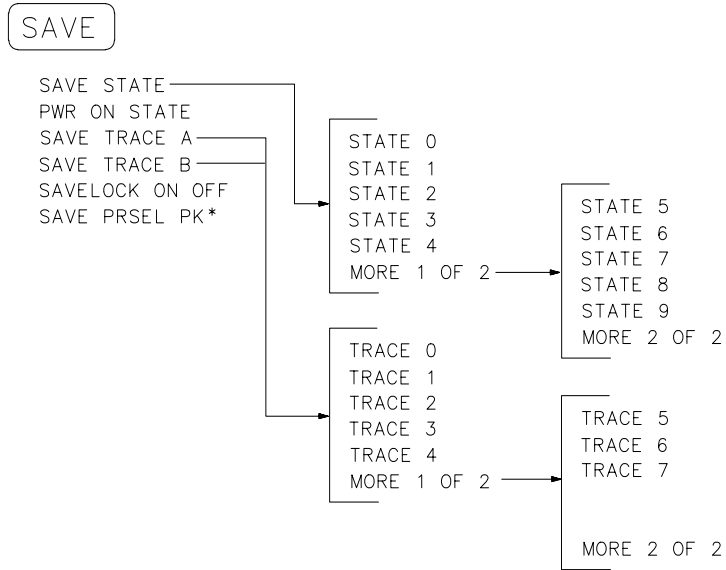 SAVE
SAVE STATE
PWR ON STATE
SAVE TRACE A
SAVE TRACE B
SAVELOCK ON OFF
SAVE PRSEL PK*
STATE 0
STATE 1
STATE 2
STATE 3
STATE 4
MORE 1 OF 2
STATE 5
STATE 6
STATE 7
STATE 8
STATE 9
MORE 2 OF 2
TRACE 0
TRACE 1
TRACE 2
TRACE 3
TRACE 4
MORE 1 OF 2
TRACE 5
TRACE 6
TRACE 7
MORE 2 OF 2